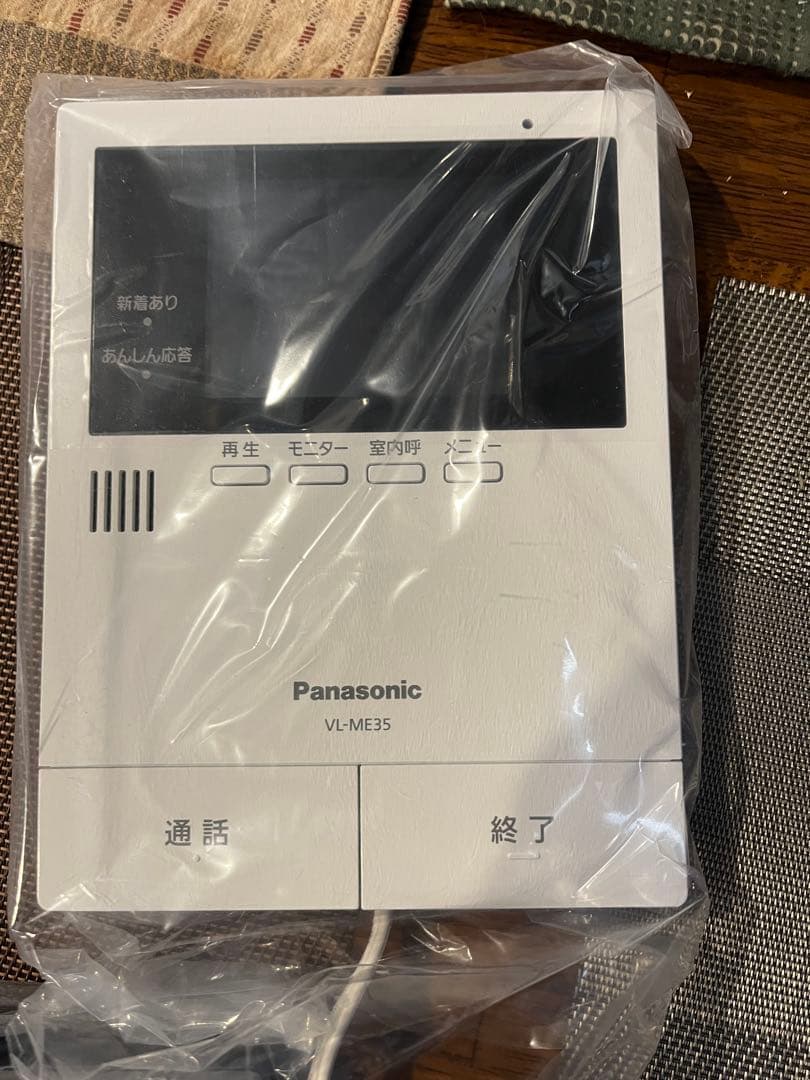 新着あり
あんしん応答
再生 モニター 室内呼 メニュー
Panasonic
VL-ME35
通話 終了